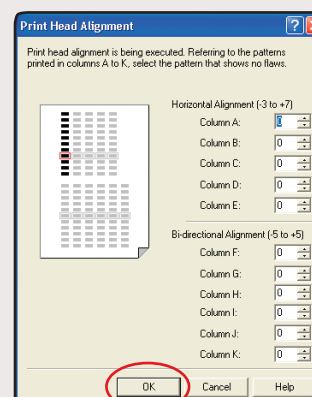 Print Head Alignment
Print head alignment is being executed. Referring to the patterns
printed in columns A to K, select the pattern that shows no flaws.
Horizontal Alignment (-3 to +7)
Column A: 0
Column B: 0
Column C: 0
Column D: 0
Column E: 0
Bi-directional Alignment (-5 to +5)
Column F: 0
Column G: 0
Column H: 0
Column I: 0
Column J: 0
Column K: 0
OK Cancel Help